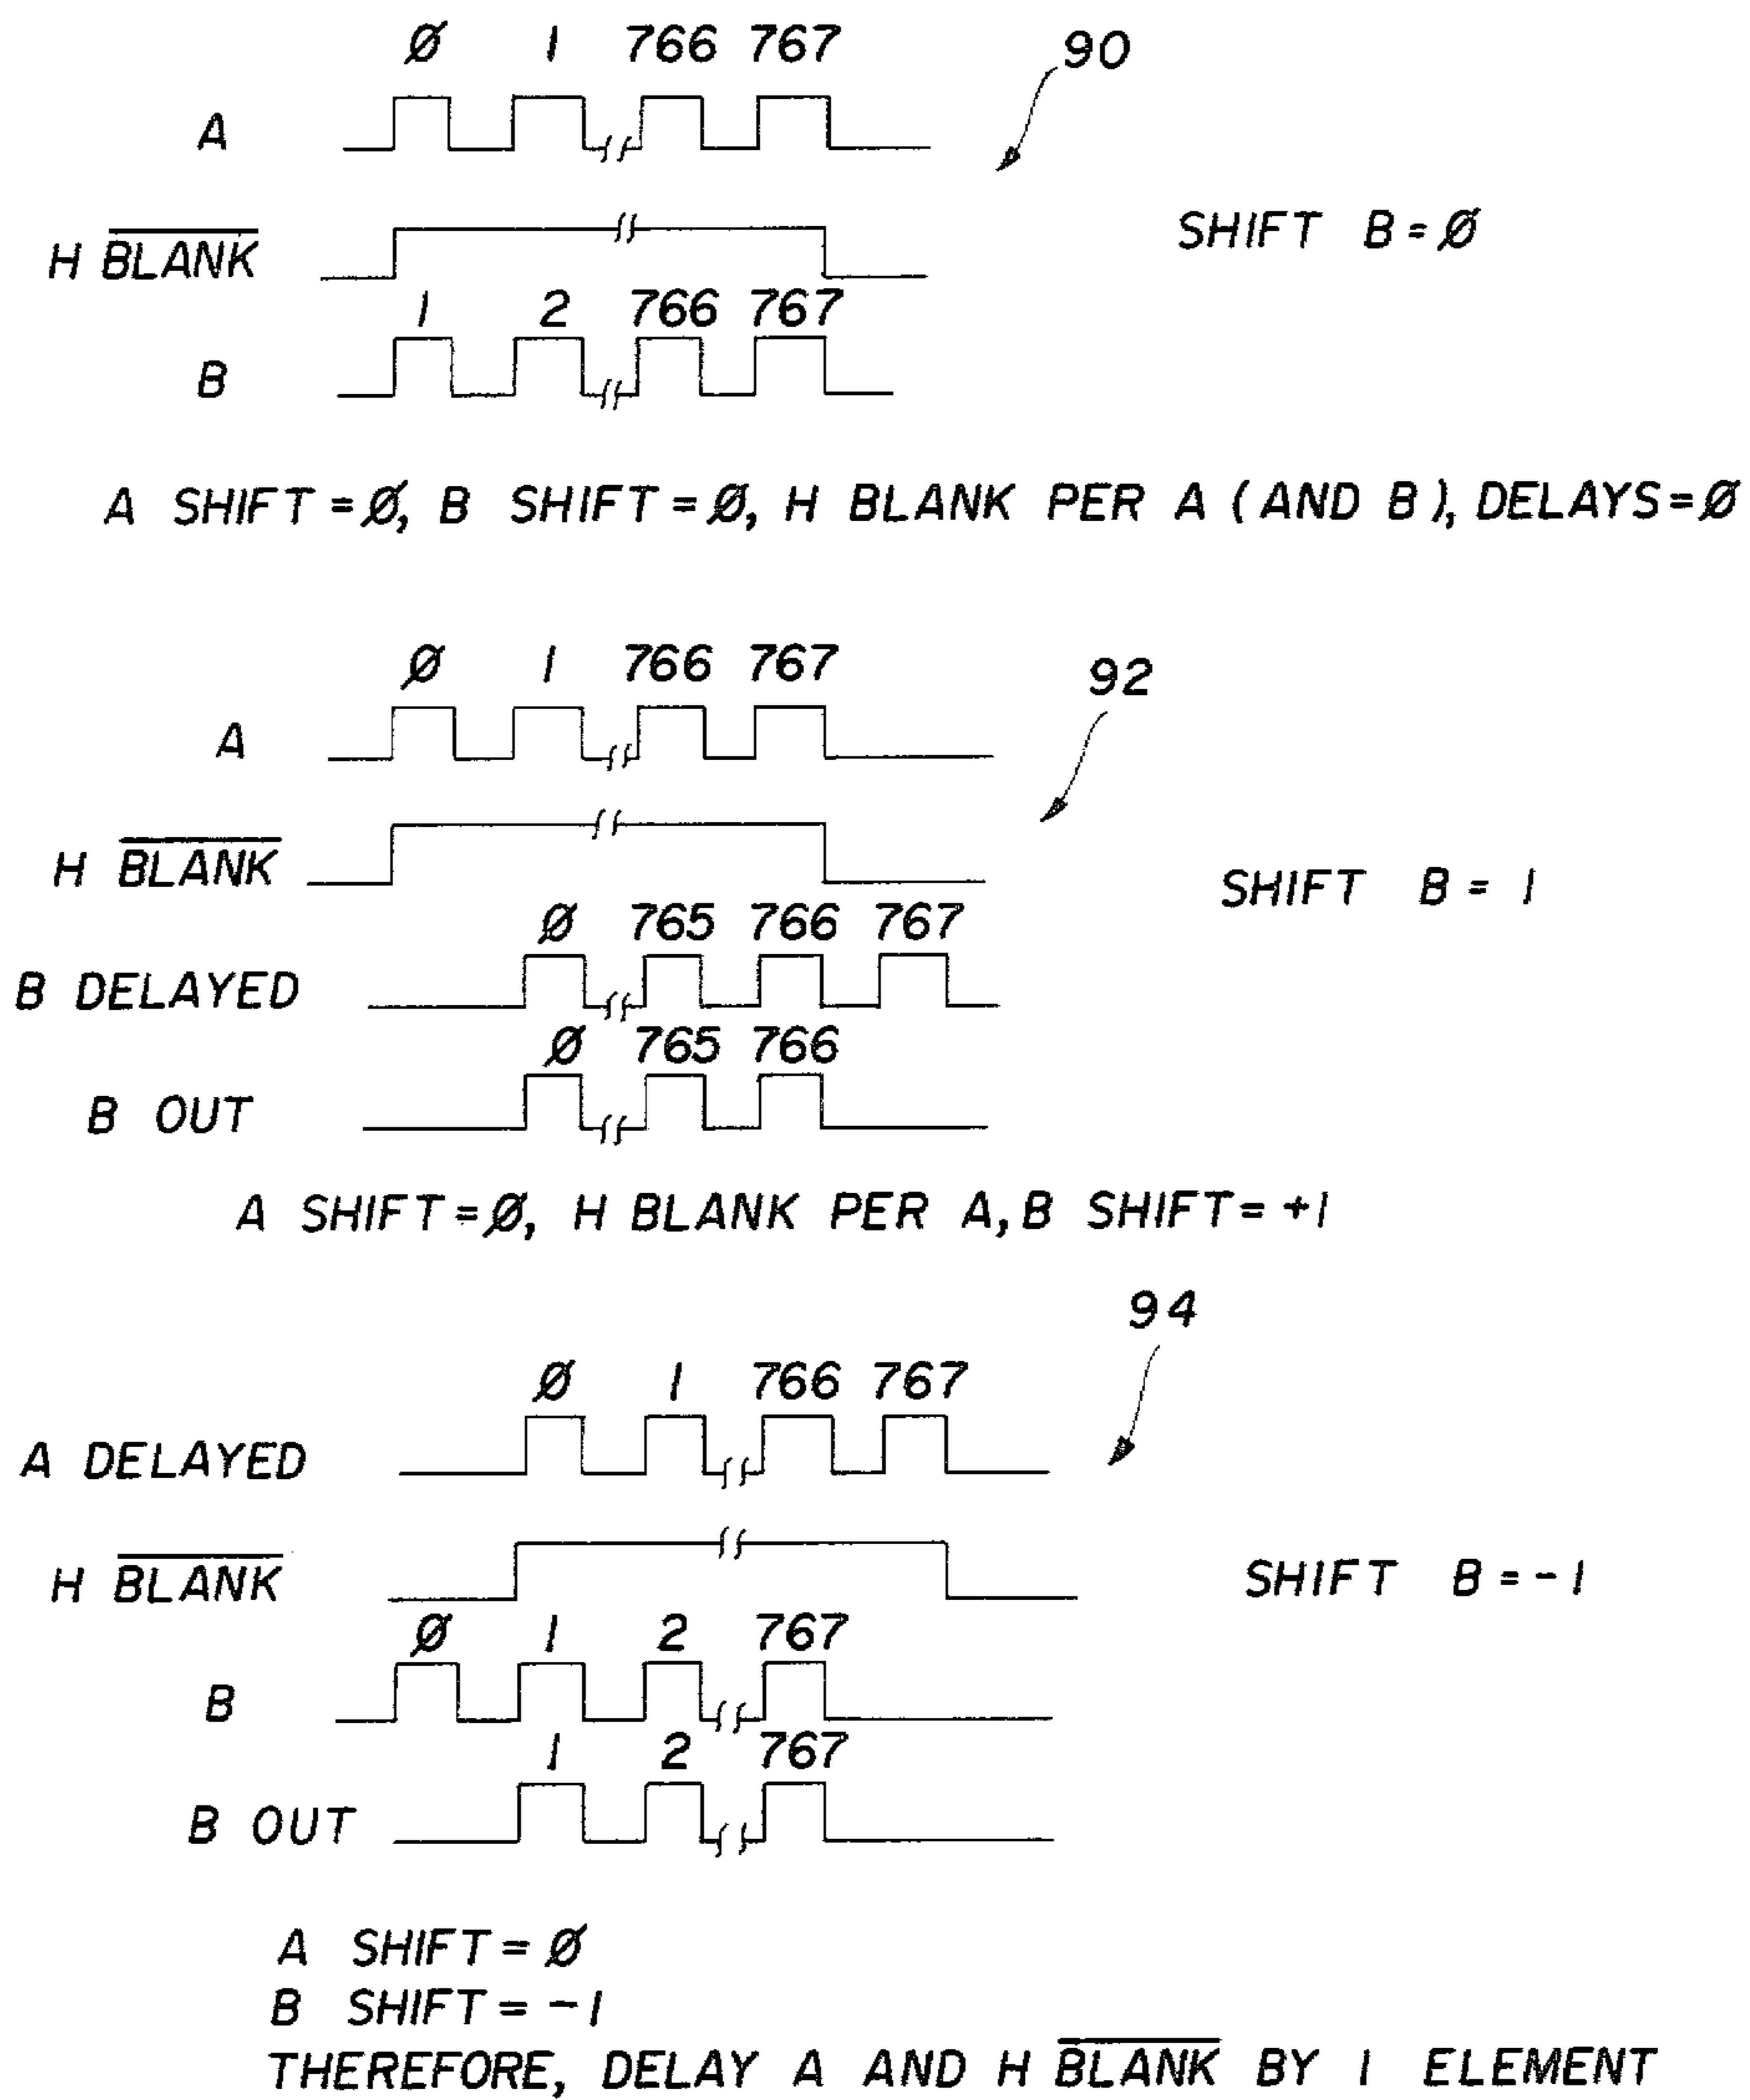 Ø 1 766 767
90
A
H BLANK
SHIFT B = Ø
1 2 766 767
B
A SHIFT = Ø, B SHIFT = Ø, H BLANK PER A ( AND B ), DELAYS = Ø
Ø 1 766 767
92
A
H BLANK
SHIFT B = 1
Ø 765 766 767
B DELAYED
Ø 765 766
B OUT
A SHIFT = Ø, H BLANK PER A, B SHIFT = +1
94
Ø 1 766 767
A DELAYED
H BLANK
SHIFT B = -1
Ø 1 2 767
B
1 2 767
B OUT
A SHIFT = Ø
B SHIFT = -1
THEREFORE, DELAY A AND H BLANK BY 1 ELEMENT